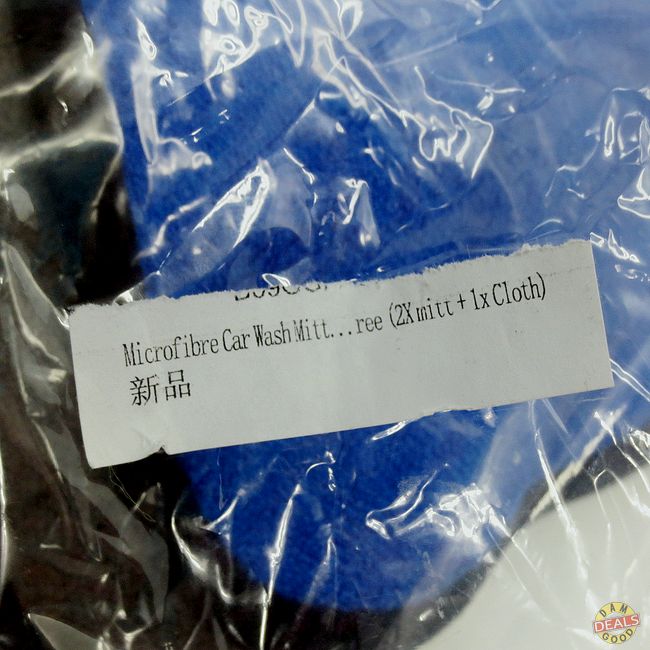 Microfibre Car Wash Mitt...ree (2X mitt + 1x Cloth)
新品
DAM
DEALS
GOOD